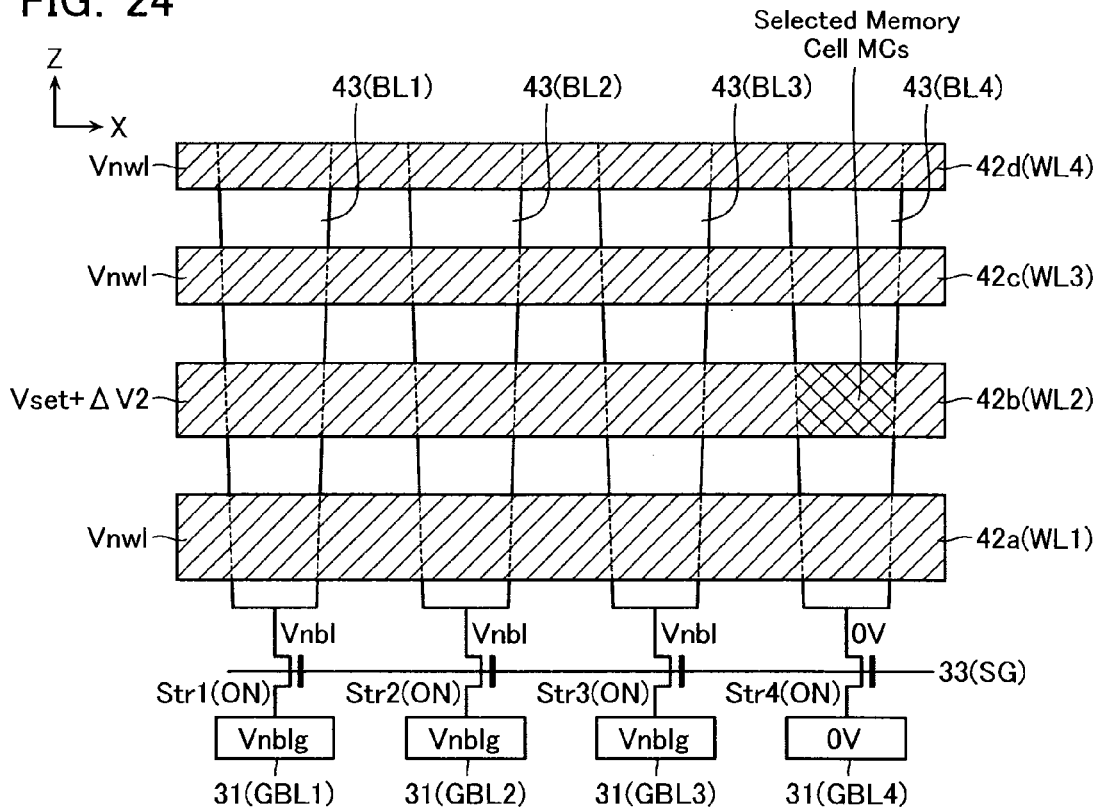 FIG. 24
Selected Memory
Cell MCs
Z
X
43(BL1)
43(BL2)
43(BL3)
43(BL4)
Vnwl
42d(WL4)
Vnwl
42c(WL3)
Vset+ΔV2
42b(WL2)
Vnwl
42a(WL1)
Vnbl
Vnbl
Vnbl
0V
33(SG)
Str1(ON)
Str2(ON)
Str3(ON)
Str4(ON)
Vnblg
Vnblg
Vnblg
0V
31(GBL1)
31(GBL2)
31(GBL3)
31(GBL4)